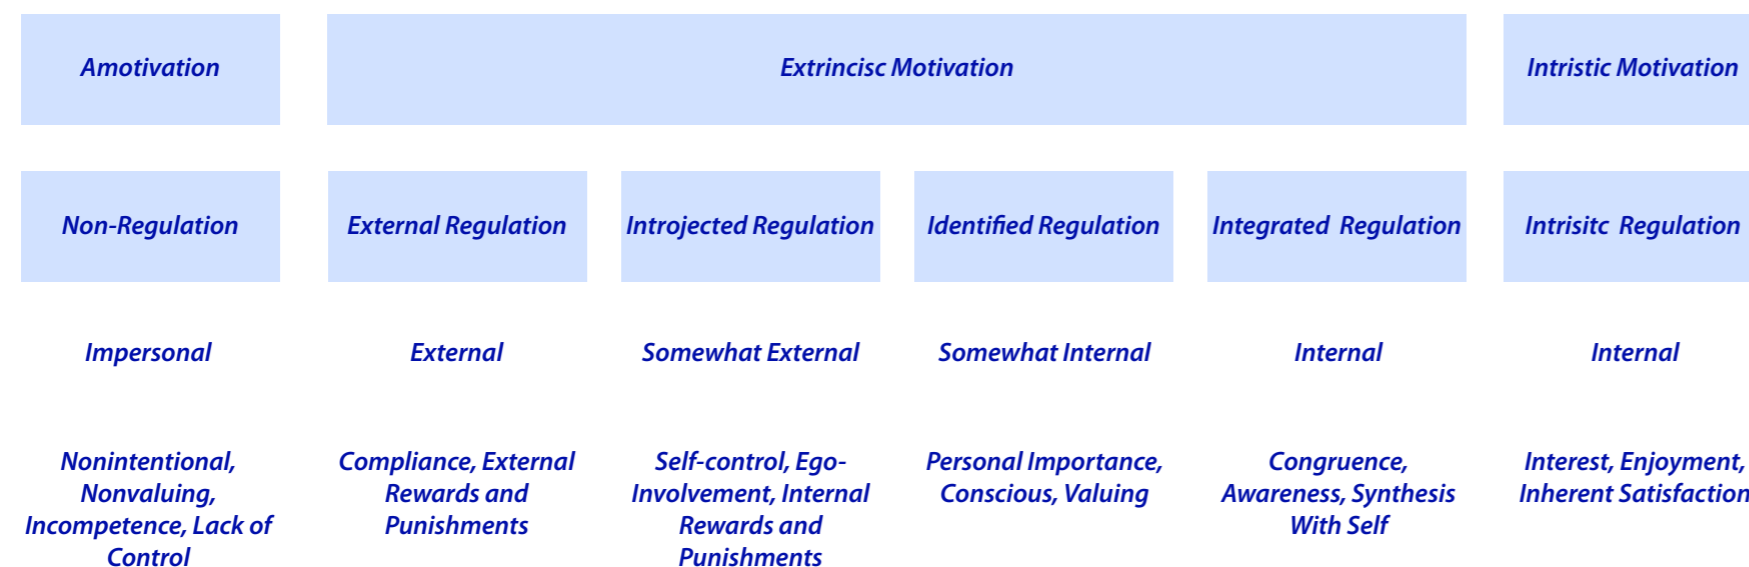 Amotivation
Extrincisc Motivation
Intristic Motivation
Non-Regulation
External Regulation
Introjected Regulation
Identified Regulation
Integrated Regulation
Intrisitc Regulation
Impersonal
External
Somewhat External
Somewhat Internal
Internal
Internal
Nonintentional,
Nonvaluing,
Incompetence, Lack of
Control
Compliance, External
Rewards and
Punishments
Self-control, Ego-
Involvement, Internal
Rewards and
Punishments
Personal Importance,
Conscious, Valuing
Congruence,
Awareness, Synthesis
With Self
Interest, Enjoyment,
Inherent Satisfaction